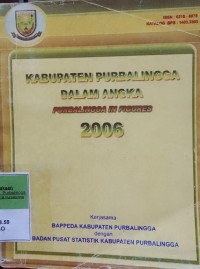 KABUPATEN PURBALINGGA
DALAM ANGKA
PURBALINGGA IN FIGURES
2006
Kerjasama
BAPPEDA KABUPATEN PURBALINGGA
dengan
BADAN PUSAT STATISTIK KABUPATEN PURBALINGGA